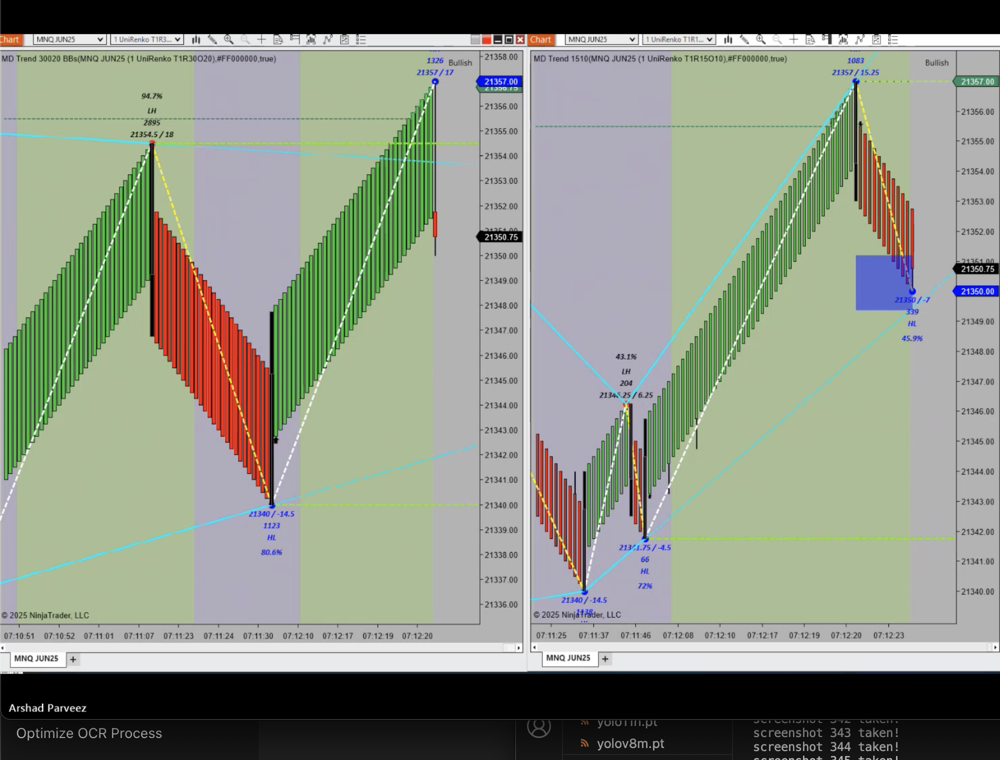 Chart
MNQ JUN25
1 UniRenko T1R3...
MD Trend 30020 BBs(MNQ JUN25 (1 UniRenko T1R30O20),#FF000000,true)
Bullish
1326
21357 / 17
94.7%
LH
2895
21354.5 / 18
21340 / -14.5
1123
HL
80.6%
21358.00
21357.00
21356.00
21355.00
21354.00
21353.00
21352.00
21350.75
21350.00
21349.00
21348.00
21347.00
21346.00
21345.00
21344.00
21343.00
21342.00
21341.00
21340.00
21339.00
21338.00
21337.00
21336.00
© 2025 NinjaTrader, LLC
07:10:51 07:10:52 07:11:01 07:11:07 07:11:23 07:11:24 07:11:30 07:12:10 07:12:17 07:12:19 07:12:20
MNQ JUN25 +
Chart
MNQ JUN25
1 UniRenko T1R1...
MD Trend 1510(MNQ JUN25 (1 UniRenko T1R15O10),#FF000000,true)
Bullish
1083
21357 / 15.25
43.1%
LH
204
21346.25 / 6.25
21350 / -7
339
HL
45.9%
21341.75 / -4.5
66
HL
72%
21340 / -14.5
21357.00
21356.00
21355.00
21354.00
21353.00
21352.00
21350.75
21350.00
21349.00
21348.00
21347.00
21346.00
21345.00
21344.00
21343.00
21342.00
21341.00
21340.00
© 2025 NinjaTrader, LLC
07:11:25 07:11:37 07:11:46 07:12:08 07:12:10 07:12:17 07:12:19 07:12:20 07:12:23
MNQ JUN25 +
Arshad Parveez
Optimize OCR Process
yolo11n.pt
yolov8m.pt
screenshot 342 taken!
screenshot 343 taken!
screenshot 344 taken!
screenshot 345 taken!